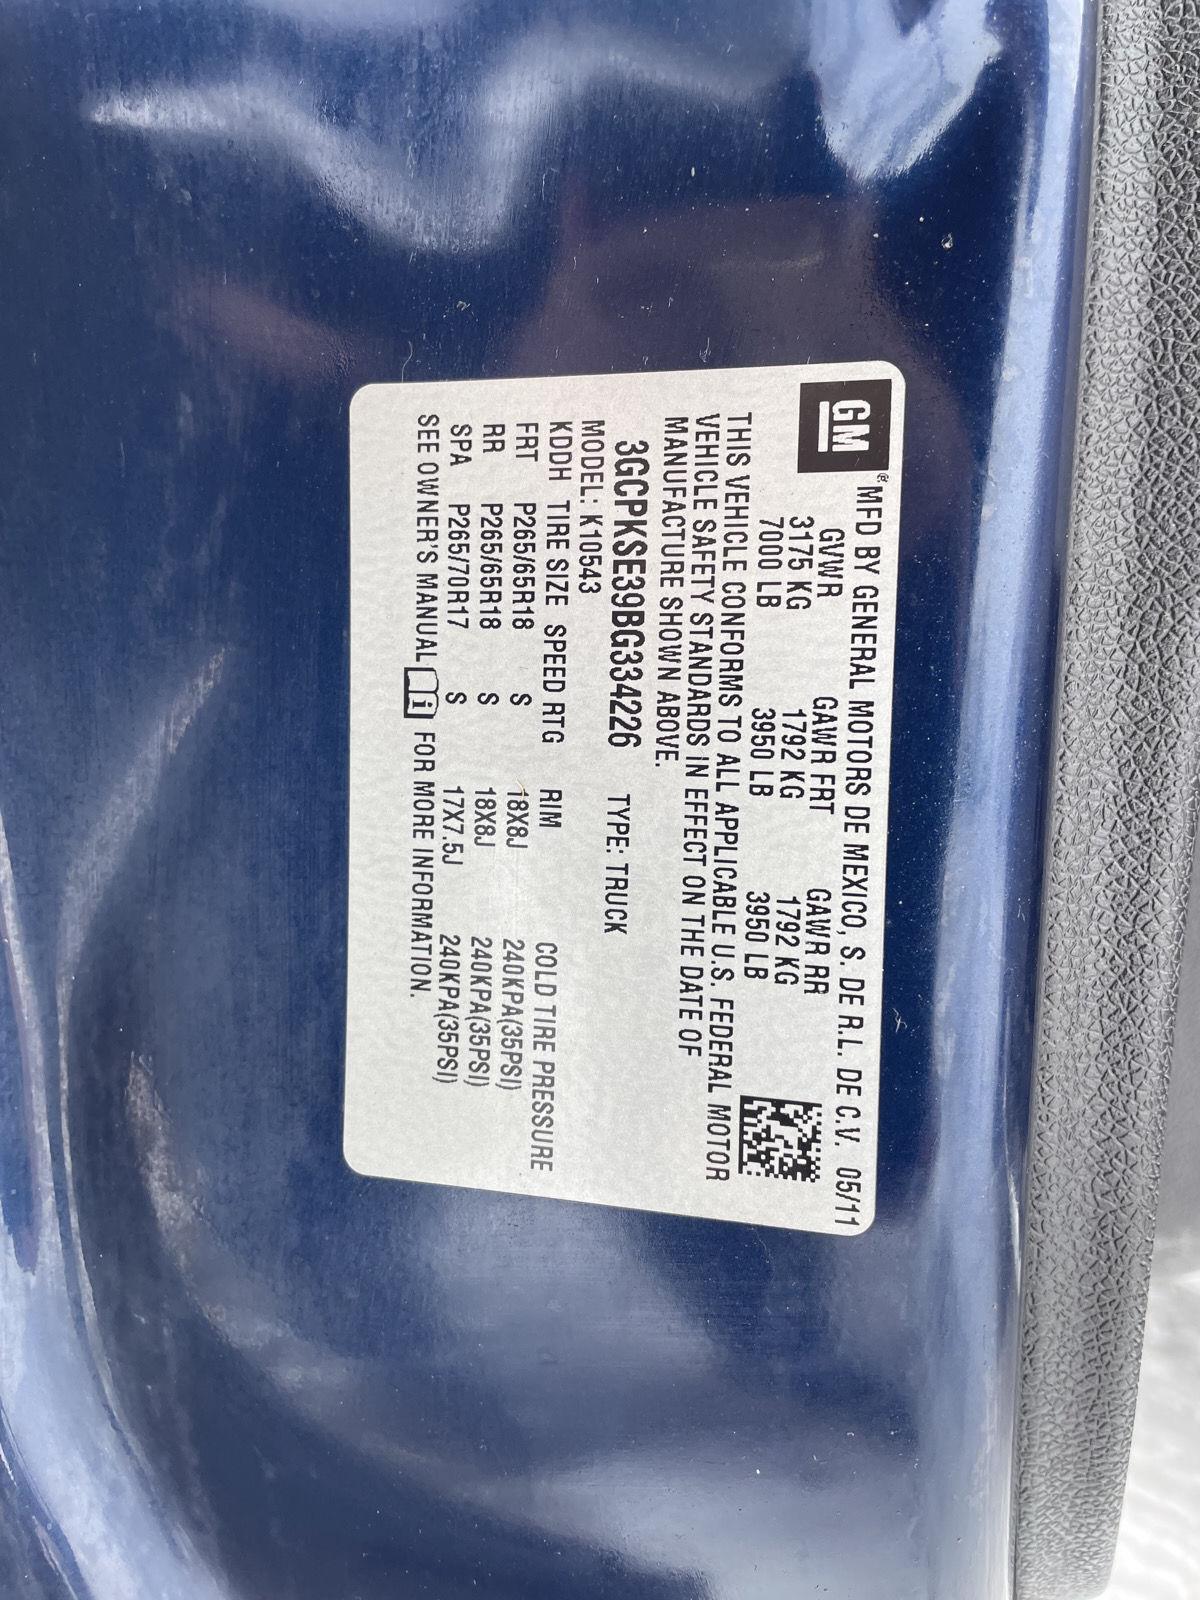 GM® MFD BY GENERAL MOTORS DE MEXICO, S. DE R.L. DE C.V. 05/11
GVWR GAWR FRT GAWR RR
3175 KG 1792 KG 1792 KG
7000 LB 3950 LB 3950 LB
THIS VEHICLE CONFORMS TO ALL APPLICABLE U.S. FEDERAL MOTOR
VEHICLE SAFETY STANDARDS IN EFFECT ON THE DATE OF
MANUFACTURE SHOWN ABOVE.
3GCPKSE39BG334226 TYPE: TRUCK
MODEL: K10543
KDDH TIRE SIZE SPEED RTG RIM COLD TIRE PRESSURE
FRT P265/65R18 S 18X8J 240KPA(35PSI)
RR P265/65R18 S 18X8J 240KPA(35PSI)
SPA P265/70R17 S 17X7.5J 240KPA(35PSI)
SEE OWNER'S MANUAL i FOR MORE INFORMATION.